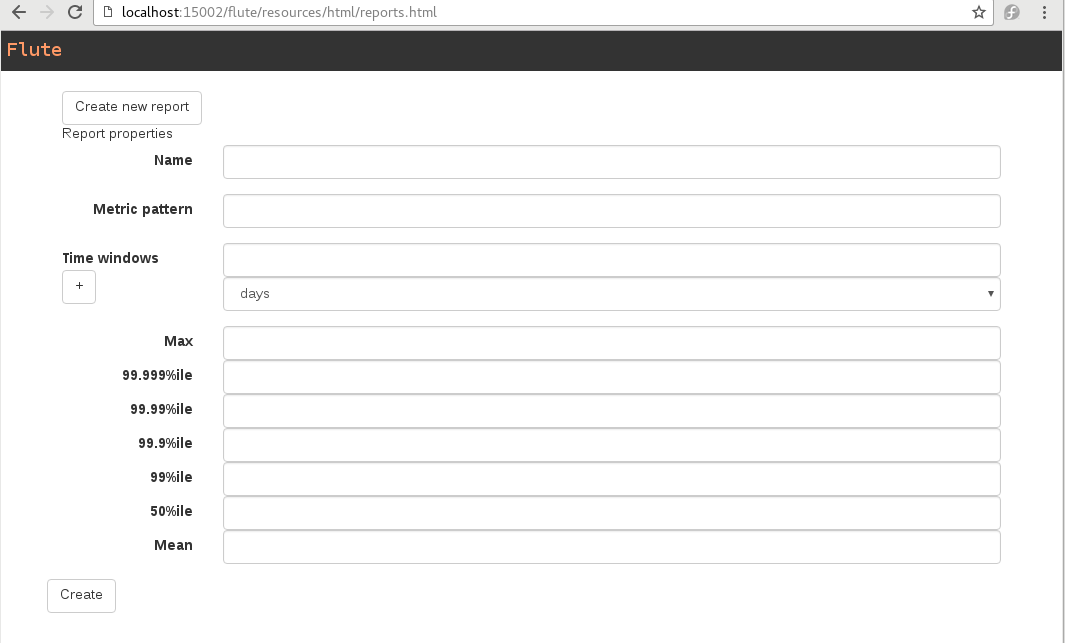 localhost:15002/flute/resources/html/reports.html
Flute
Create new report
Report properties
Name
Metric pattern
Time windows
+
days
Max
99.999%ile
99.99%ile
99.9%ile
99%ile
50%ile
Mean
Create